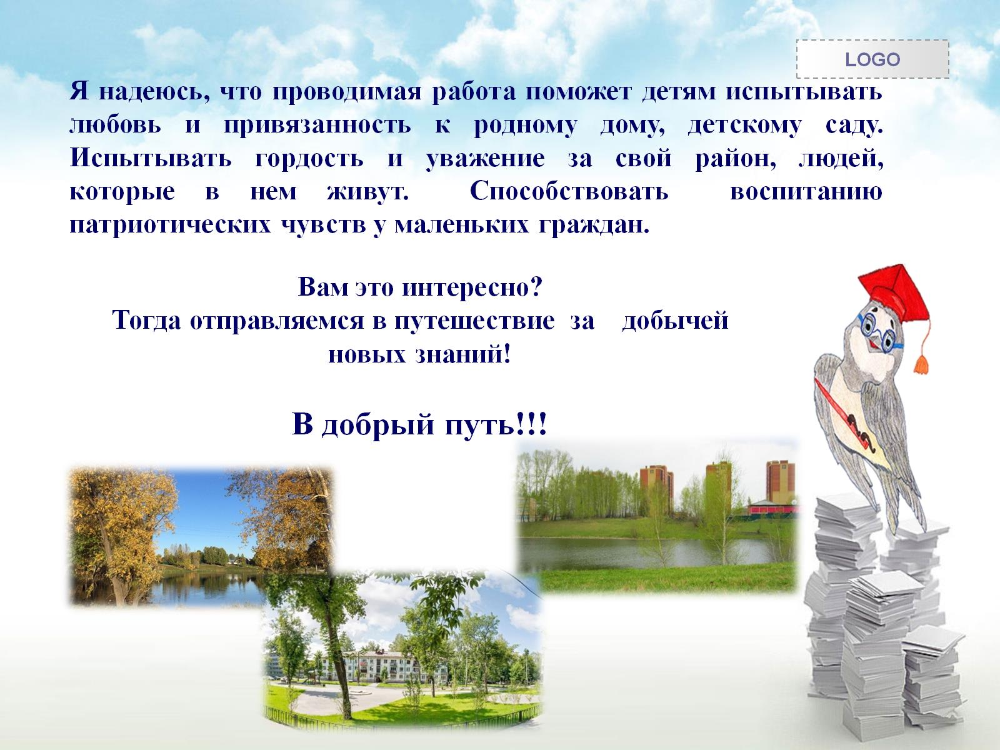 LOGO
Я надеюсь, что проводимая работа поможет детям испытывать
любовь и привязанность к родному дому, детскому саду.
Испытывать гордость и уважение за свой район, людей,
которые в нем живут. Способствовать воспитанию
патриотических чувств у маленьких граждан.
Вам это интересно?
Тогда отправляемся в путешествие за добычей
новых знаний!
В добрый путь!!!